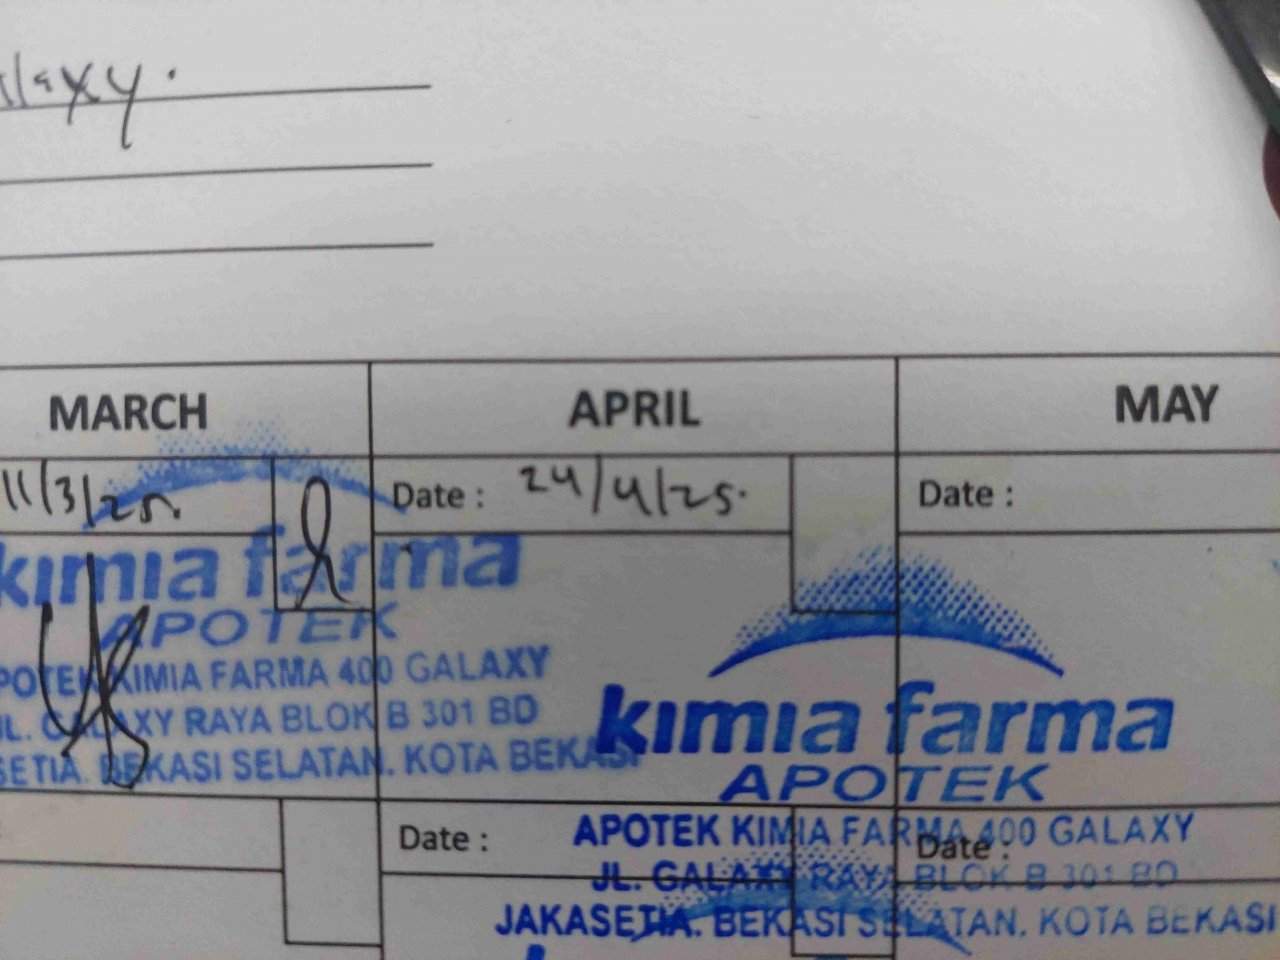 MARCH APRIL MAY
11/3/25. Date : 24/4/25. Date :
kimia farma
APOTEK
APOTEK KIMIA FARMA 400 GALAXY
JL. GALAXY RAYA BLOK B 301 BD
SETIA. BEKASI SELATAN. KOTA BEKASI
kimia farma
APOTEK
Date : Date :
APOTEK KIMIA FARMA 400 GALAXY
JL. GALAXY RAYA BLOK B 301 BD
JAKASETIA. BEKASI SELATAN. KOTA BEKASI